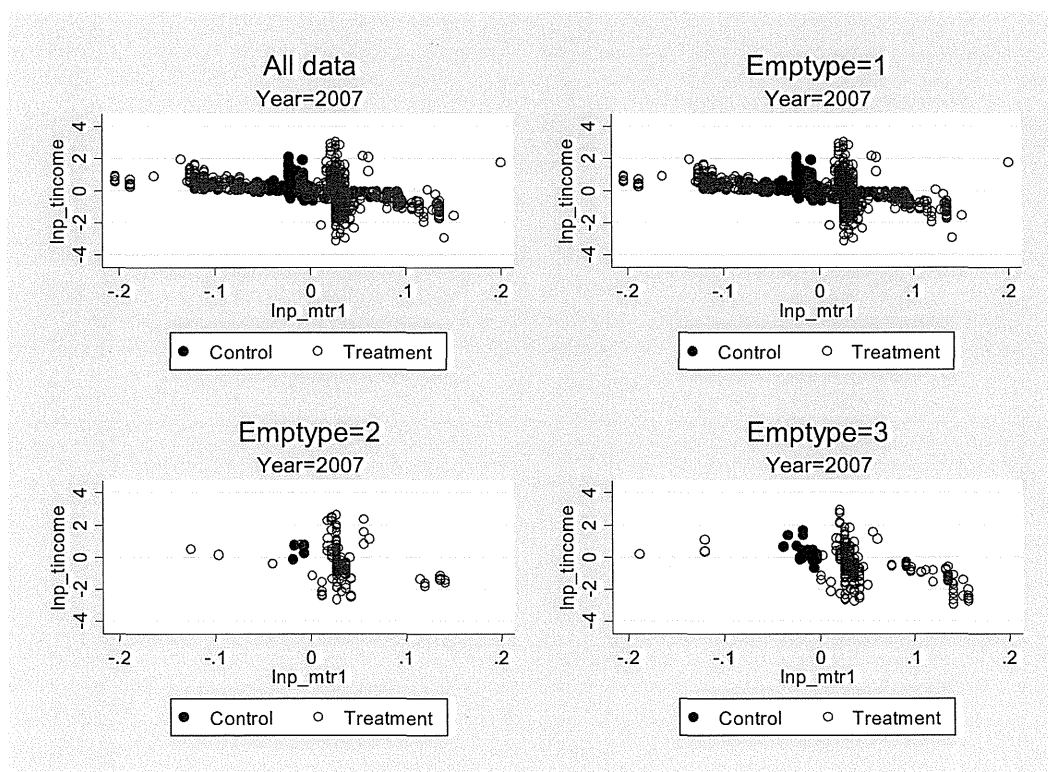 All data
Year=2007
lnp_tincome
4
2
0
-2
-4
-.2
-.1
0
.1
.2
lnp_mtr1
Control
Treatment
Emptype=1
Year=2007
lnp_tincome
4
2
0
-2
-4
-.2
-.1
0
.1
.2
lnp_mtr1
Control
Treatment
Emptype=2
Year=2007
lnp_tincome
4
2
0
-2
-4
-.2
-.1
0
.1
.2
lnp_mtr1
Control
Treatment
Emptype=3
Year=2007
lnp_tincome
4
2
0
-2
-4
-.2
-.1
0
.1
.2
lnp_mtr1
Control
Treatment